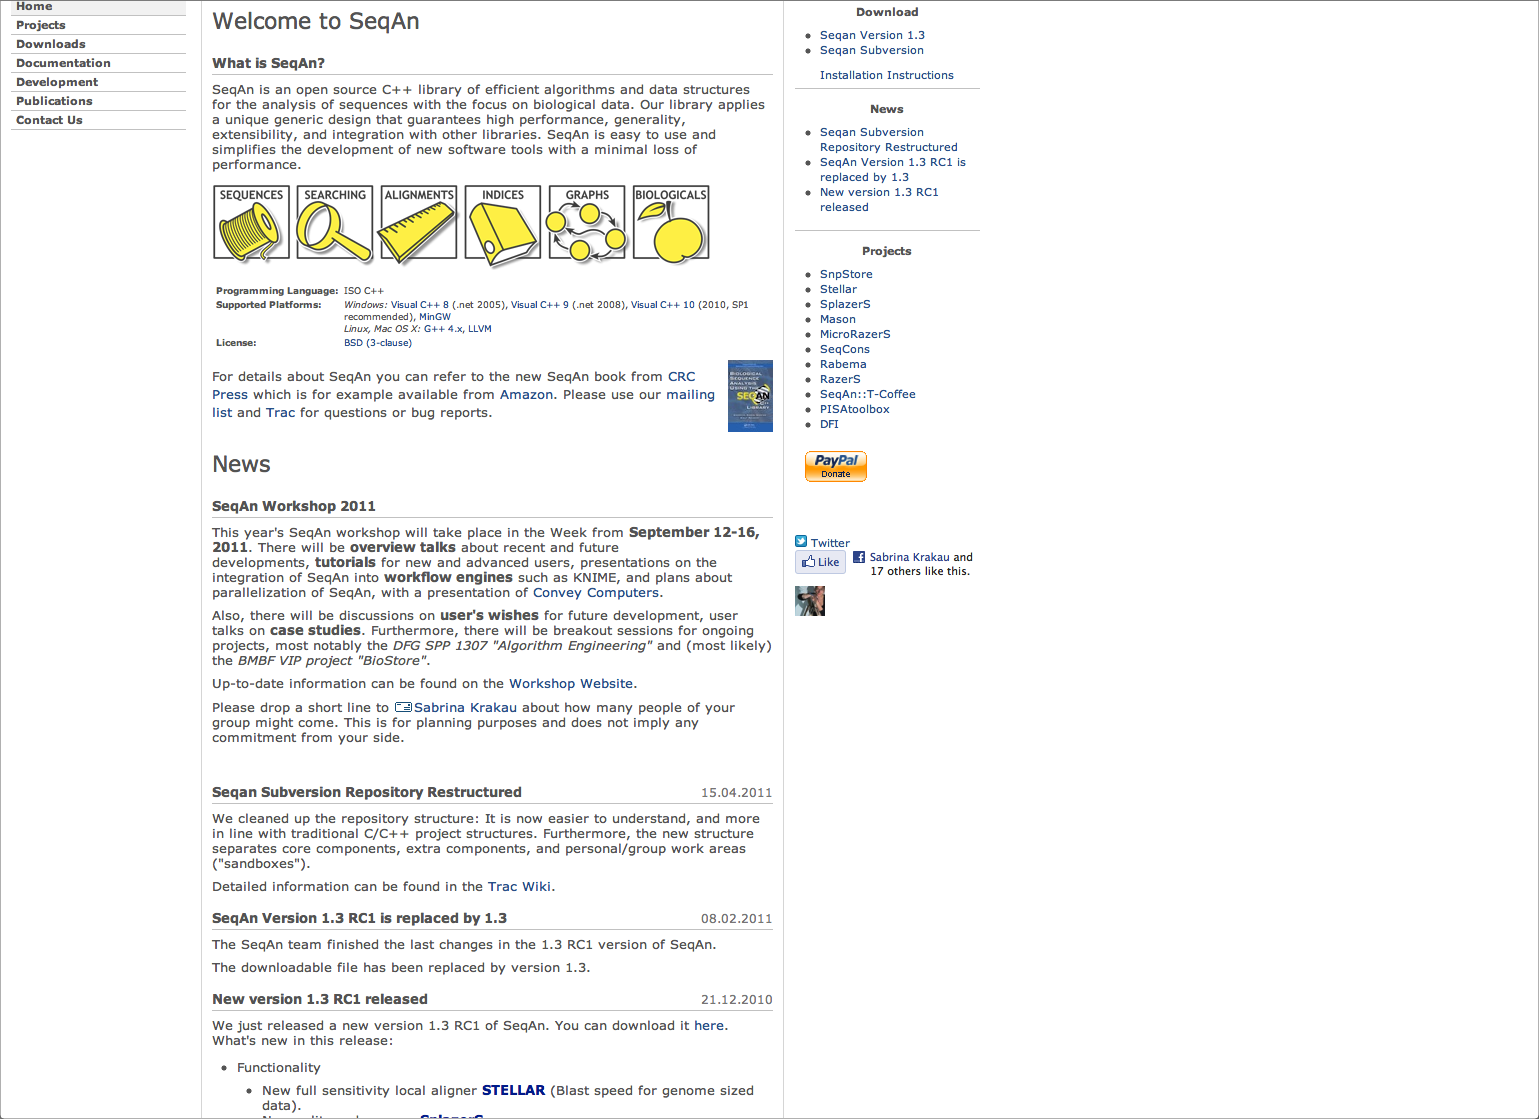 Home
Projects
Downloads
Documentation
Development
Publications
Contact Us
Welcome to SeqAn
What is SeqAn?
SeqAn is an open source C++ library of efficient algorithms and data structures
for the analysis of sequences with the focus on biological data. Our library applies
a unique generic design that guarantees high performance, generality,
extensibility, and integration with other libraries. SeqAn is easy to use and
simplifies the development of new software tools with a minimal loss of
performance.
SEQUENCES SEARCHING ALIGNMENTS INDICES GRAPHS BIOLOGICALS
Programming Language: ISO C++
Supported Platforms: Windows: Visual C++ 8 (.net 2005), Visual C++ 9 (.net 2008), Visual C++ 10 (2010, SP1
recommended), MinGW
Linux, Mac OS X: G++ 4.x, LLVM
License: BSD (3-clause)
For details about SeqAn you can refer to the new SeqAn book from CRC
Press which is for example available from Amazon. Please use our mailing
list and Trac for questions or bug reports.
BIOLOGICAL
SEQUENCE
ANALYSIS
USING THE
SEQAN
C++
LIBRARY
News
SeqAn Workshop 2011
This year's SeqAn workshop will take place in the Week from September 12-16,
2011. There will be overview talks about recent and future
developments, tutorials for new and advanced users, presentations on the
integration of SeqAn into workflow engines such as KNIME, and plans about
parallelization of SeqAn, with a presentation of Convey Computers.
Also, there will be discussions on user's wishes for future development, user
talks on case studies. Furthermore, there will be breakout sessions for ongoing
projects, most notably the DFG SPP 1307 "Algorithm Engineering" and (most likely)
the BMBF VIP project "BioStore".
Up-to-date information can be found on the Workshop Website.
Please drop a short line to Sabrina Krakau about how many people of your
group might come. This is for planning purposes and does not imply any
commitment from your side.
Seqan Subversion Repository Restructured 15.04.2011
We cleaned up the repository structure: It is now easier to understand, and more
in line with traditional C/C++ project structures. Furthermore, the new structure
separates core components, extra components, and personal/group work areas
("sandboxes").
Detailed information can be found in the Trac Wiki.
SeqAn Version 1.3 RC1 is replaced by 1.3 08.02.2011
The SeqAn team finished the last changes in the 1.3 RC1 version of SeqAn.
The downloadable file has been replaced by version 1.3.
New version 1.3 RC1 released 21.12.2010
We just released a new version 1.3 RC1 of SeqAn. You can download it here.
What's new in this release:
Functionality
New full sensitivity local aligner STELLAR (Blast speed for genome sized
data).
Download
Seqan Version 1.3
Seqan Subversion
Installation Instructions
News
Seqan Subversion
Repository Restructured
SeqAn Version 1.3 RC1 is
replaced by 1.3
New version 1.3 RC1
released
Projects
SnpStore
Stellar
SplazerS
Mason
MicroRazerS
SeqCons
Rabema
RazerS
SeqAn::T-Coffee
PISAtoolbox
DFI
PayPal
Donate
Twitter
Like Sabrina Krakau and
17 others like this.